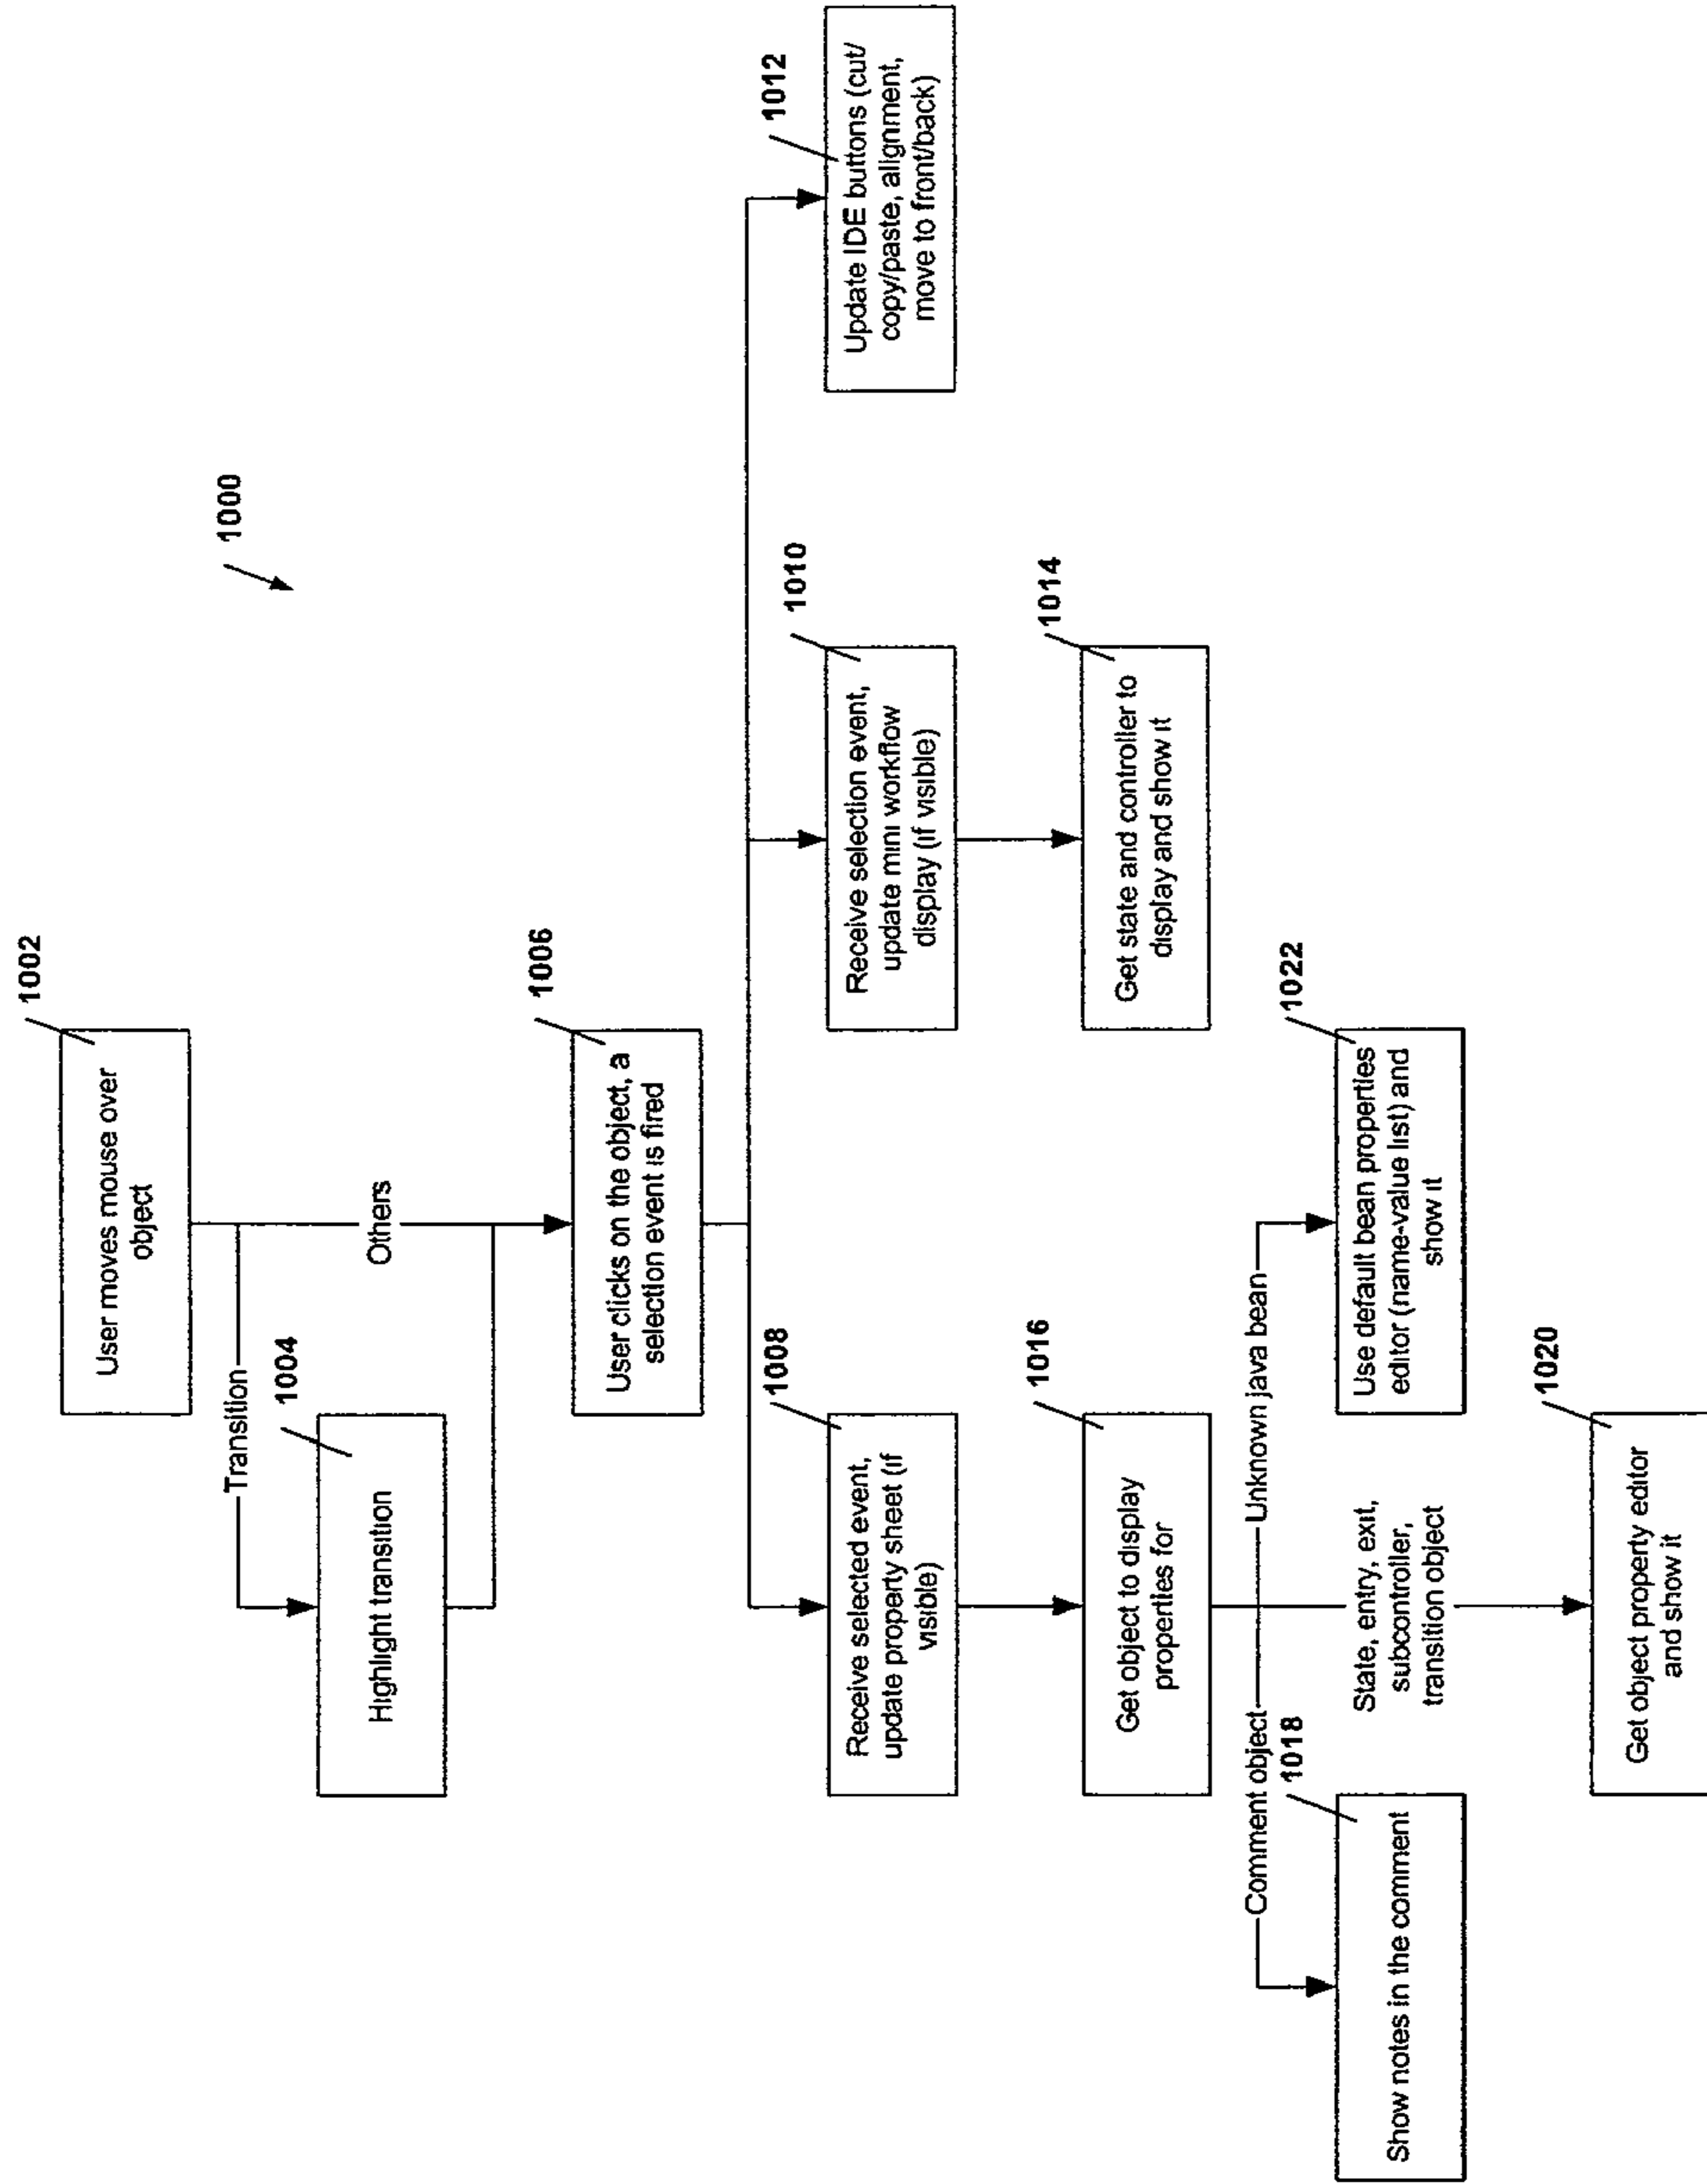 1000
1002
User moves mouse over
object
Transition
Others
1004
Highlight transition
1006
User clicks on the object, a
selection event is fired
1008
Receive selected event,
update property sheet (if
visible)
1010
Receive selection event,
update mini workflow
display (if visible)
1012
Update IDE buttons (cut/
copy/paste, alignment,
move to front/back)
1016
Get object to display
properties for
1014
Get state and controller to
display and show it
Comment object
Unknown java bean
State, entry, exit,
subcontroller,
transition object
1018
Show notes in the comment
1022
Use default bean properties
editor (name-value list) and
show it
1020
Get object property editor
and show it